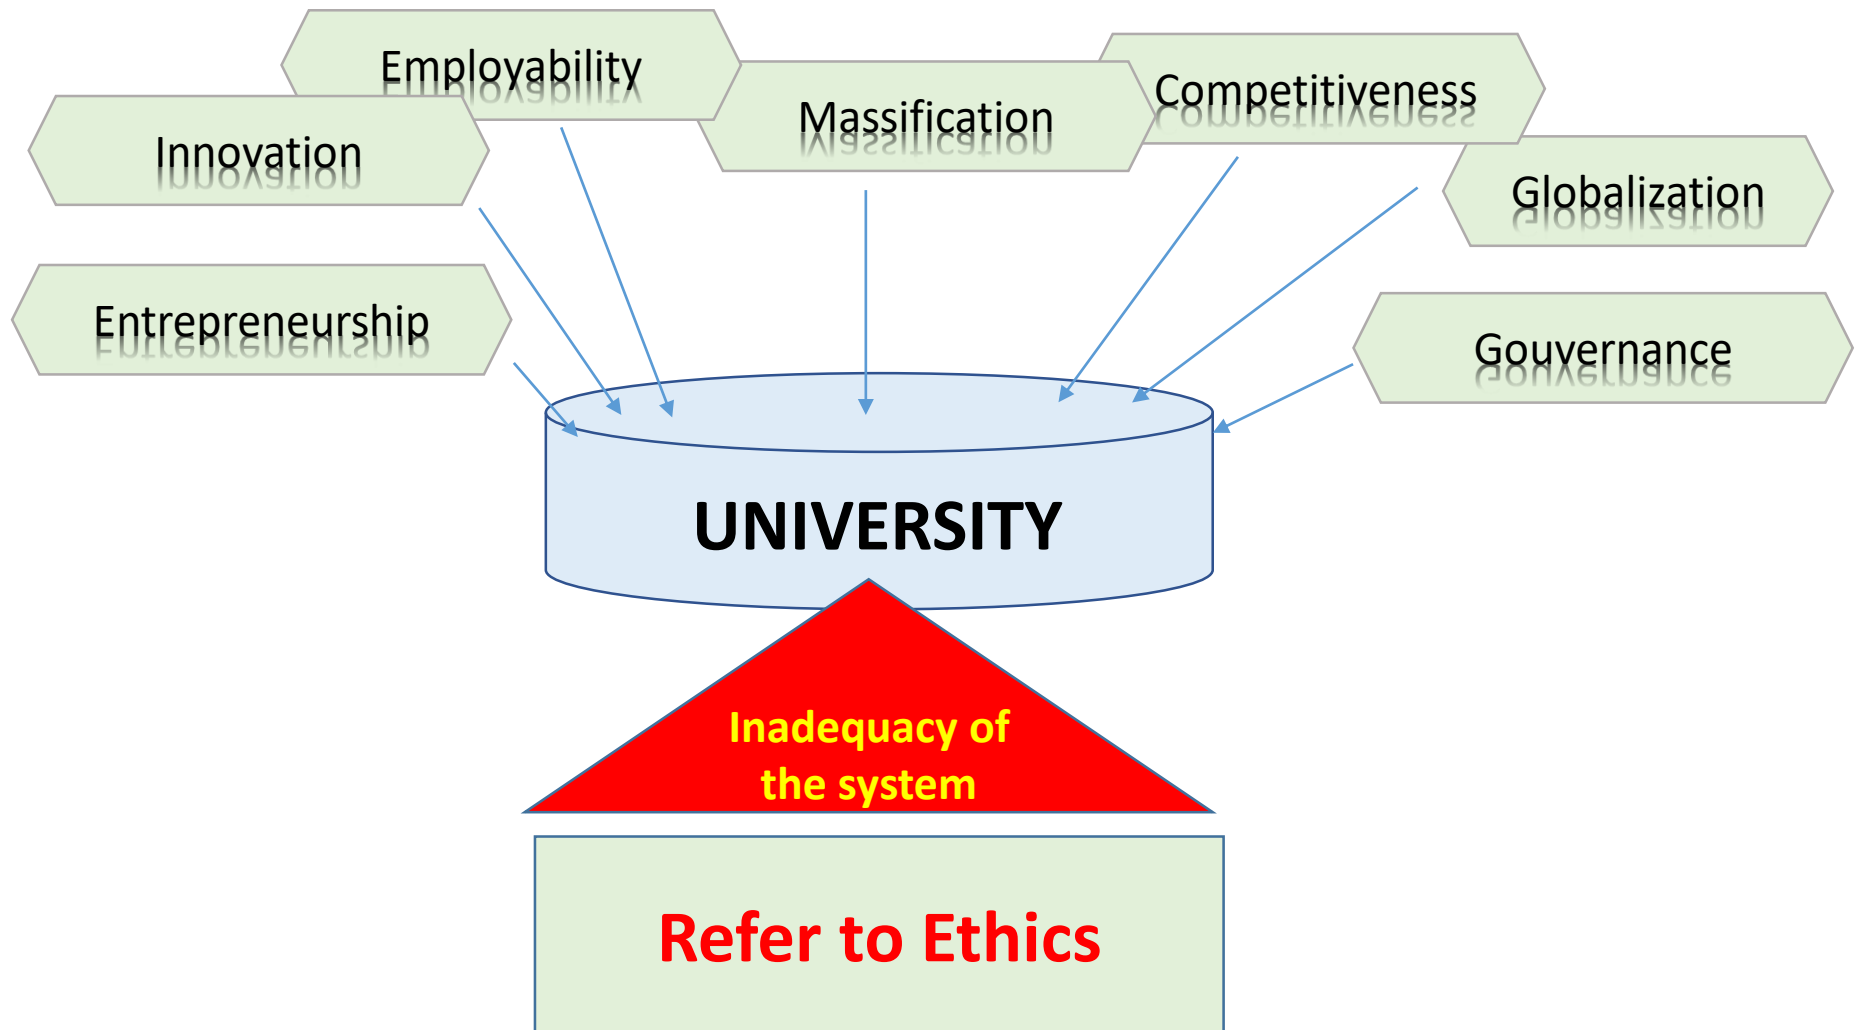 Employability
Competitiveness
Massification
Innovation
Globalization
Entrepreneurship
Gouvernance
UNIVERSITY
Inadequacy of
the system
Refer to Ethics